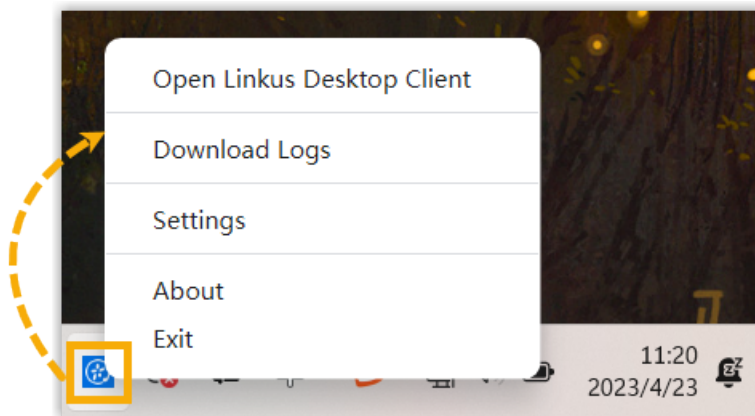 Open Linkus Desktop Client
Download Logs
Settings
About
Exit
11:20
2023/4/23